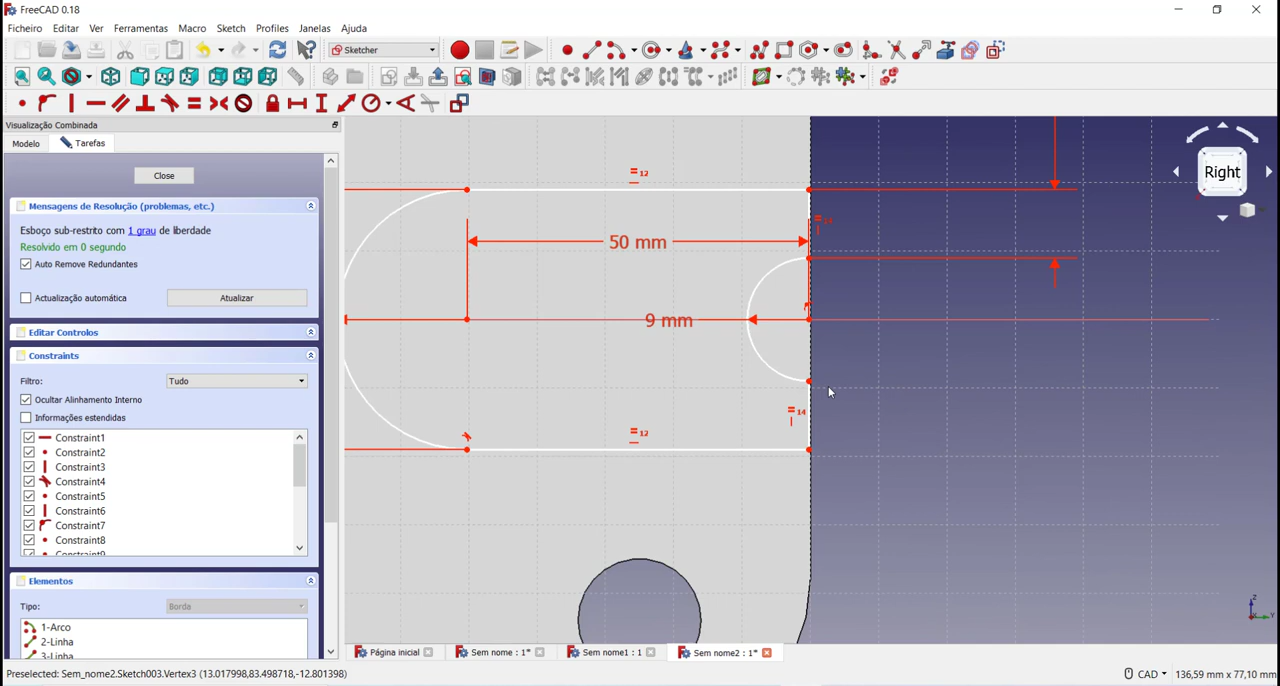 FreeCAD 0.18
Ficheiro Editar Ver Ferramentas Macro Sketch Profiles Janelas Ajuda
Sketcher
Visualização Combinada
Modelo Tarefas
Close
Mensagens de Resolução (problemas, etc.)
Esboço sub-restrito com 1 grau de liberdade
Resolvido em 0 segundo
Auto Remove Redundantes
Actualização automática Atualizar
Editar Controlos
Constraints
Filtro: Tudo
Ocultar Alinhamento Interno
Informações estendidas
Constraint1
Constraint2
Constraint3
Constraint4
Constraint5
Constraint6
Constraint7
Constraint8
Constraint9
Elementos
Tipo: Borda
1-Arco
2-Linha
3-Linha
12
50 mm
9 mm
14
12
Right
Z
Y
Página inicial Sem nome : 1* Sem nome1 : 1 Sem nome2 : 1*
Preselected: Sem_nome2.Sketch003.Vertex3 (13.017998,83.498718,-12.801398) CAD 136,59 mm x 77,10 mm